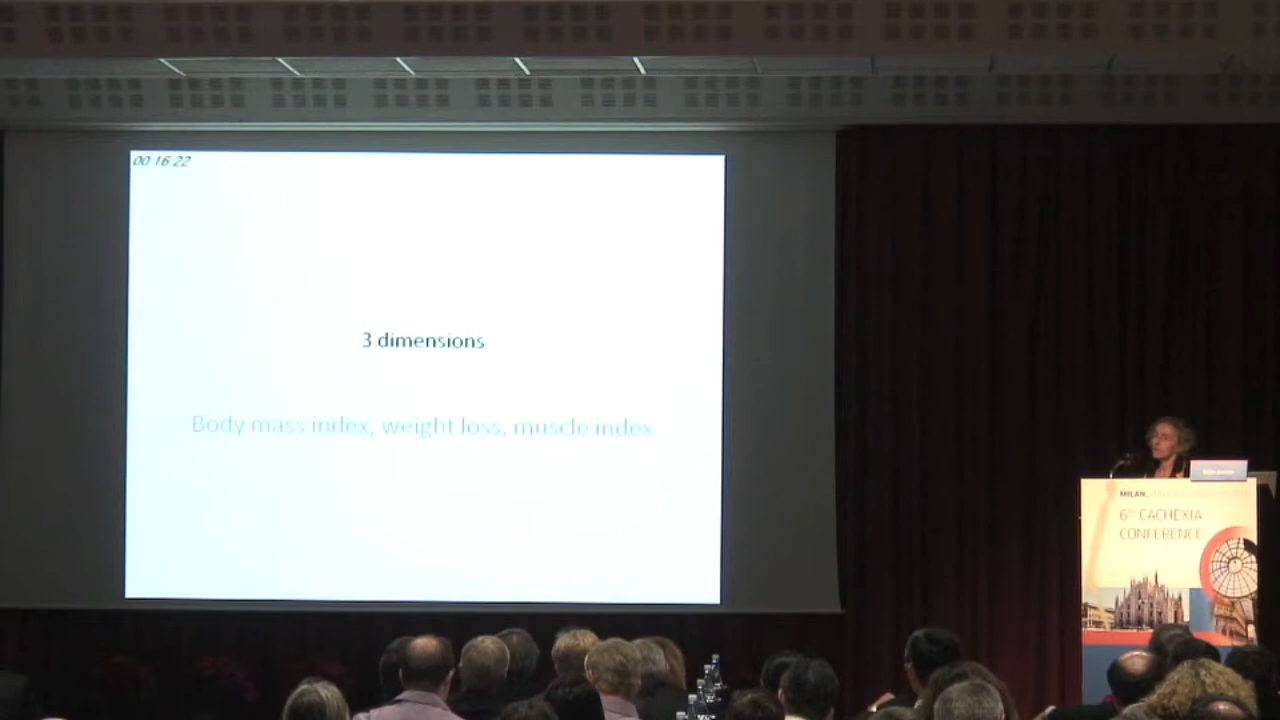 00 16 22
3 dimensions
Body mass index, weight loss, muscle index
MILAN,
6TH CACHEXIA
CONFERENCE